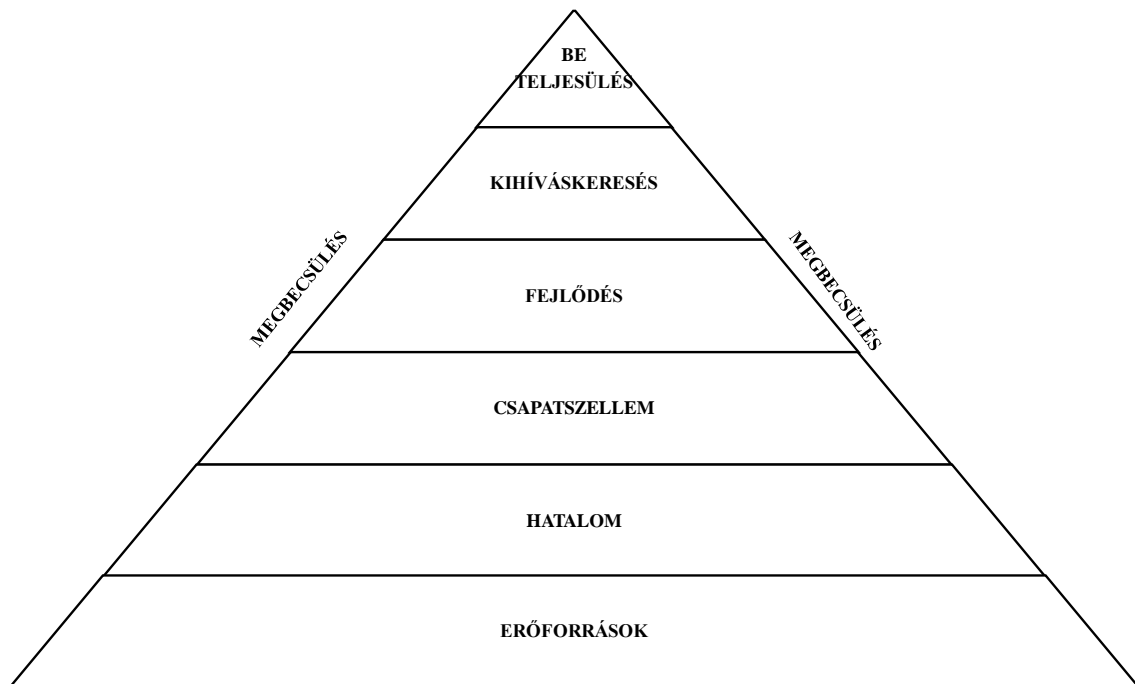 BE
TELJESÜLÉS
KIHÍVÁSKERESÉS
MEGBECSÜLÉS
MEGBECSÜLÉS
FEJLŐDÉS
CSAPATSZELLEM
HATALOM
ERŐFORRÁSOK